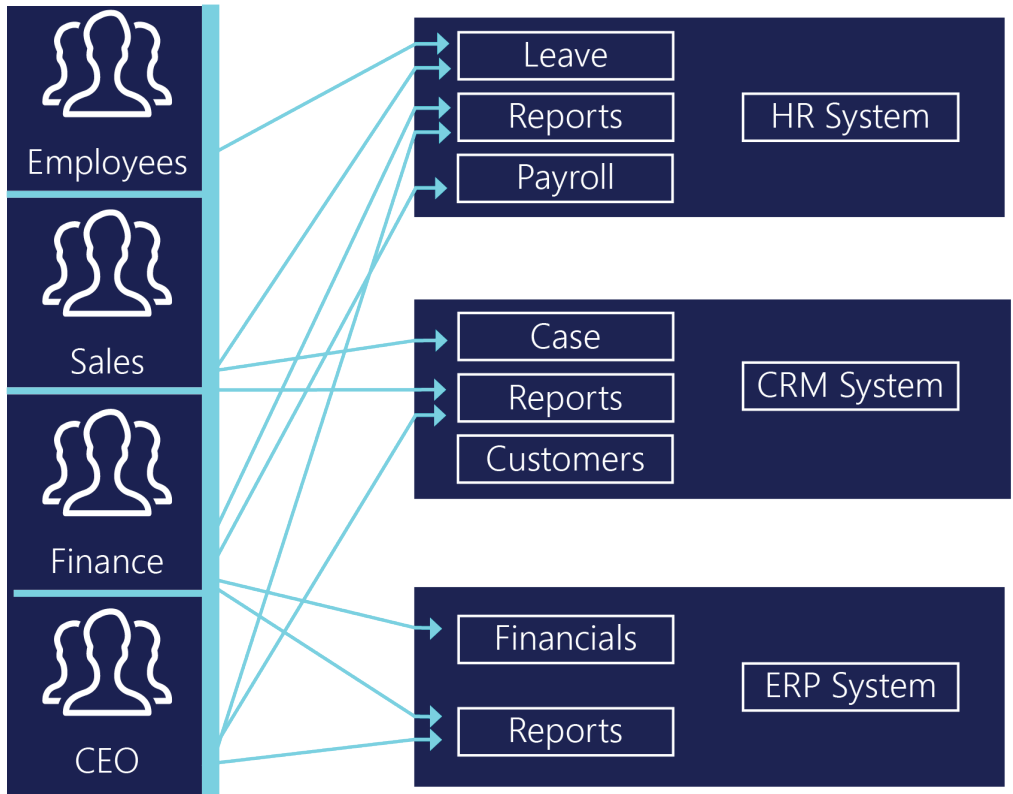 Employees
Sales
Finance
CEO
Leave
Reports
Payroll
HR System
Case
Reports
Customers
CRM System
Financials
Reports
ERP System